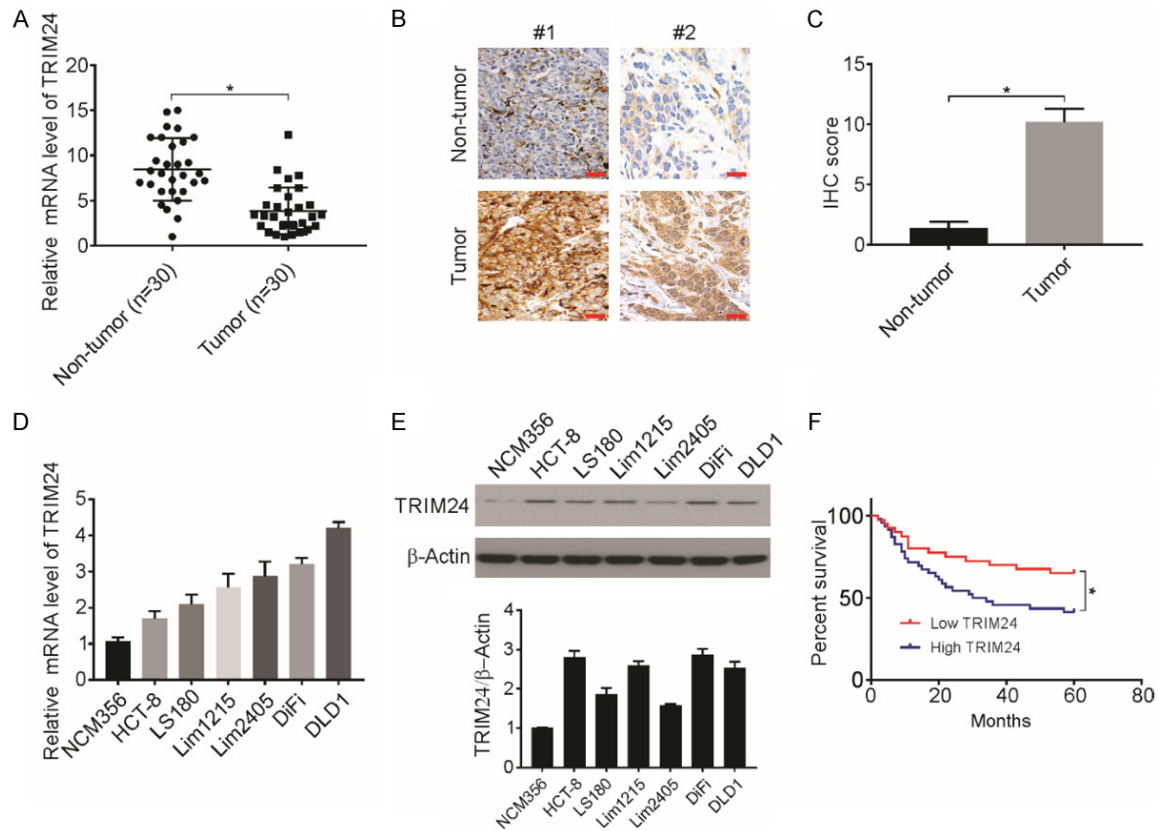 A
Relative mRNA level of TRIM24
20
15
10
5
0
*
Non-tumor (n=30)
Tumor (n=30)
B
#1
#2
Non-tumor
Tumor
C
IHC score
15
10
5
0
*
Non-tumor
Tumor
D
Relative mRNA level of TRIM24
5
4
3
2
1
0
NCM356
HCT-8
LS180
Lim1215
Lim2405
DiFi
DLD1
E
NCM356
HCT-8
LS180
Lim1215
Lim2405
DiFi
DLD1
TRIM24
β-Actin
TRIM24/β-Actin
4
3
2
1
0
NCM356
HCT-8
LS180
Lim1215
Lim2405
DiFi
DLD1
F
Percent survival
100
50
0
*
Low TRIM24
High TRIM24
0 20 40 60 80
Months